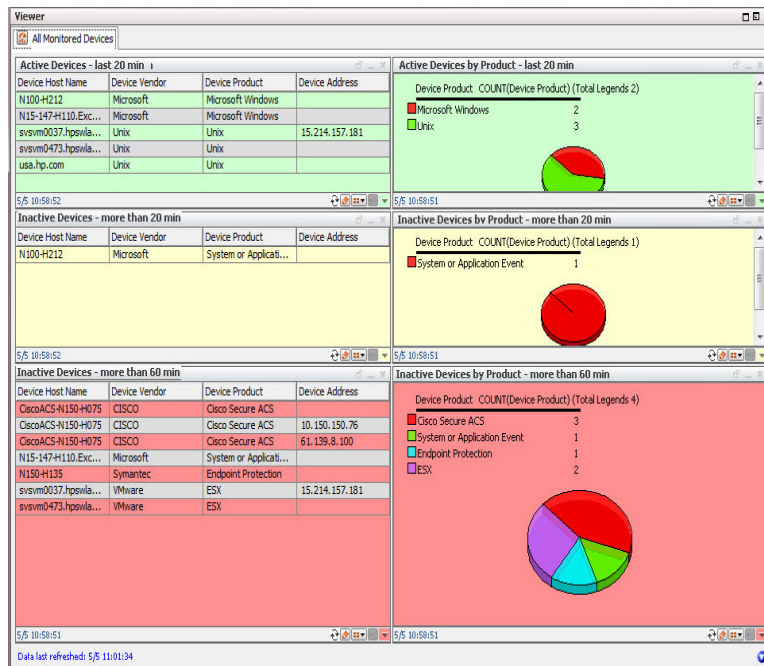 Viewer
All Monitored Devices
Active Devices - last 20 min
Device Host Name Device Vendor Device Product Device Address
N100-H212 Microsoft Microsoft Windows
N15-147-H110.Exc... Microsoft Microsoft Windows
svsvm0037.hpswla... Unix Unix 15.214.157.181
svsvm0473.hpswla... Unix Unix
usa.hp.com Unix Unix
5/5 10:58:52
Active Devices by Product - last 20 min
Device Product COUNT(Device Product) (Total Legends 2)
Microsoft Windows 2
Unix 3
5/5 10:58:51
Inactive Devices - more than 20 min
Device Host Name Device Vendor Device Product Device Address
N100-H212 Microsoft System or Applicati...
5/5 10:58:52
Inactive Devices by Product - more than 20 min
Device Product COUNT(Device Product) (Total Legends 1)
System or Application Event 1
5/5 10:58:51
Inactive Devices - more than 60 min
Device Host Name Device Vendor Device Product Device Address
CiscoACS-N150-H075 CISCO Cisco Secure ACS
CiscoACS-N150-H075 CISCO Cisco Secure ACS 10.150.150.76
CiscoACS-N150-H075 CISCO Cisco Secure ACS 61.139.8.100
N15-147-H110.Exc... Microsoft System or Applicati...
N150-H135 Symantec Endpoint Protection
svsvm0037.hpswla... VMware ESX 15.214.157.181
svsvm0473.hpswla... VMware ESX
5/5 10:58:51
Inactive Devices by Product - more than 60 min
Device Product COUNT(Device Product) (Total Legends 4)
Cisco Secure ACS 3
System or Application Event 1
Endpoint Protection 1
ESX 2
5/5 10:58:51
Data last refreshed: 5/5 11:01:34